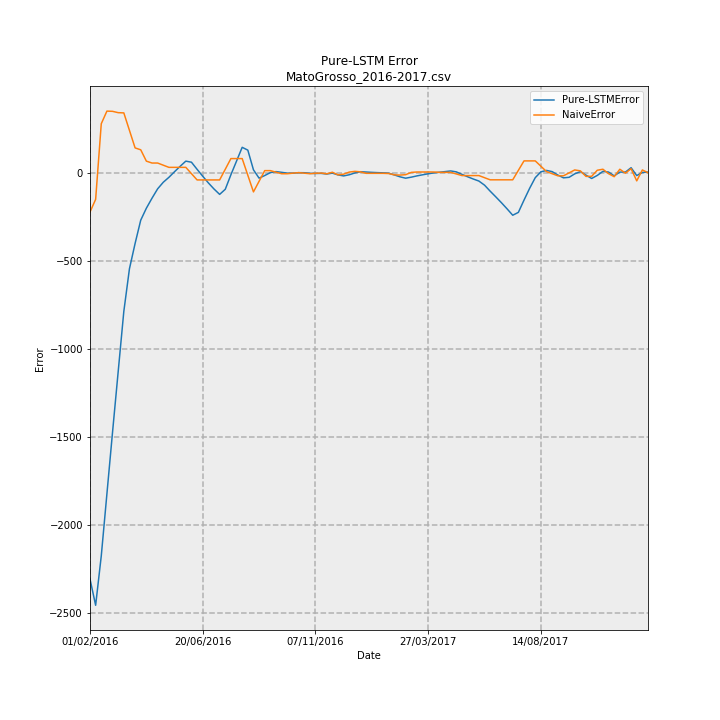 Pure-LSTM Error
MatoGrosso_2016-2017.csv
Pure-LSTMError
NaiveError
0
−500
−1000
−1500
−2000
−2500
Error
01/02/2016 20/06/2016 07/11/2016 27/03/2017 14/08/2017
Date